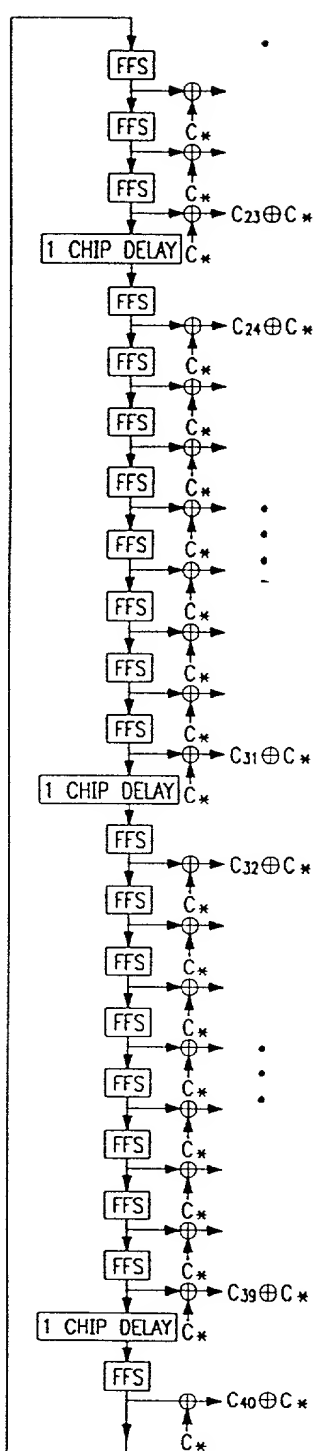 FFS
FFS C*
FFS C*
C23⊕C*
1 CHIP DELAY C*
FFS
C24⊕C*
FFS C*
FFS C*
FFS C*
FFS C*
FFS C*
FFS C*
FFS C*
C31⊕C*
1 CHIP DELAY C*
FFS
C32⊕C*
FFS C*
FFS C*
FFS C*
FFS C*
FFS C*
FFS C*
FFS C*
C39⊕C*
1 CHIP DELAY C*
FFS
C40⊕C*
C*